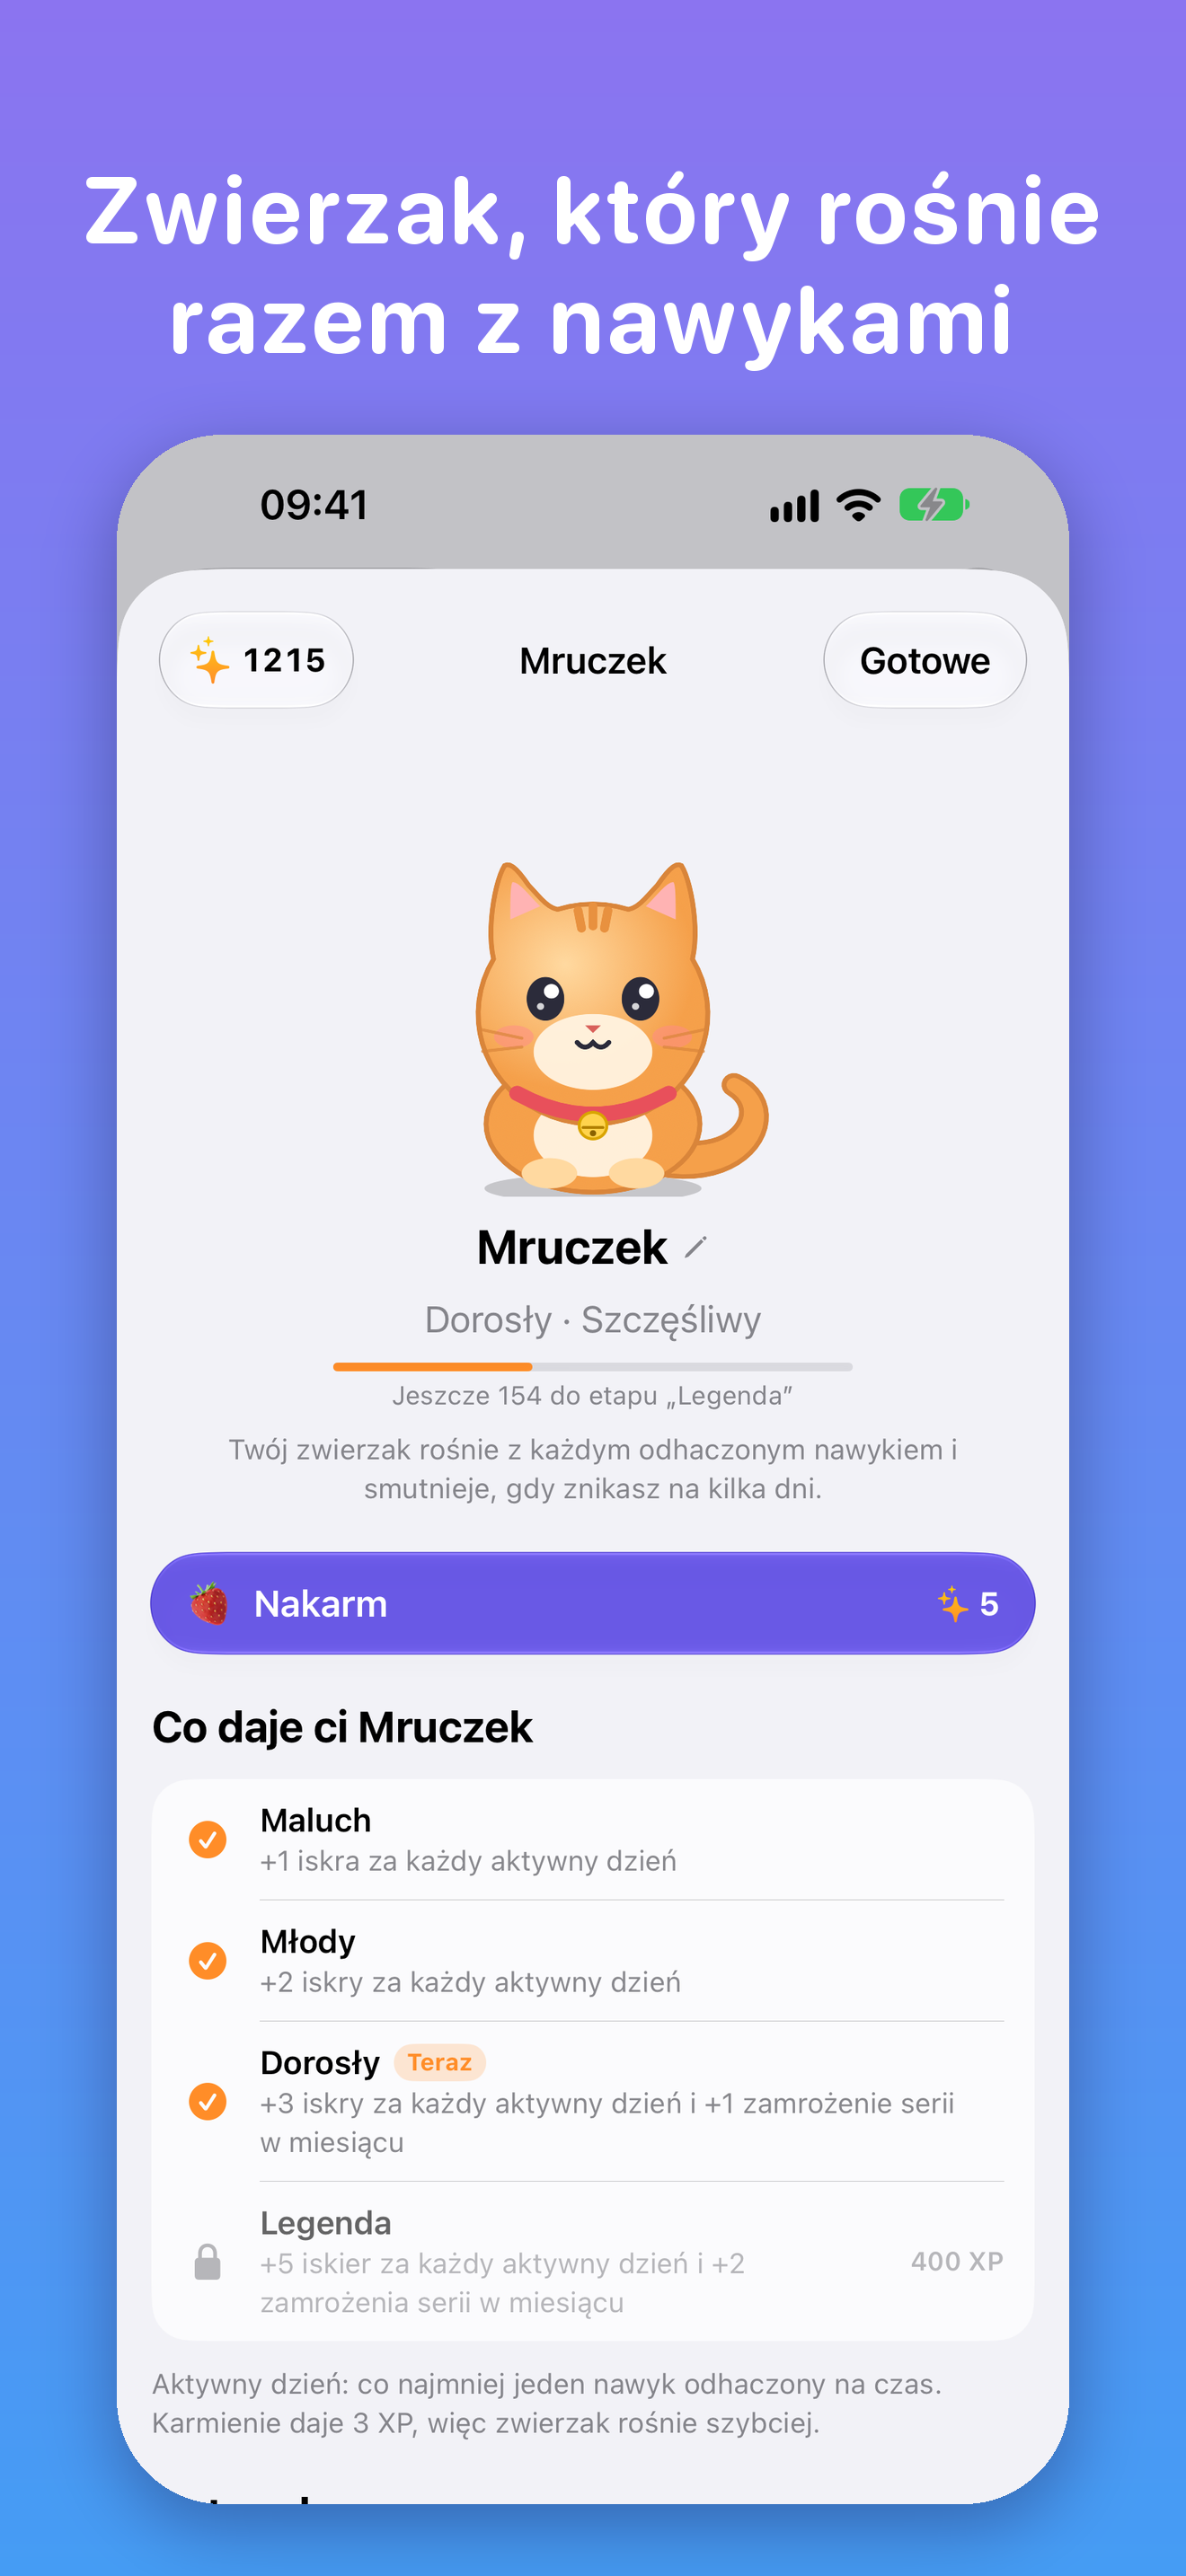 Zwierzak, który rośnie
razem z nawykami
09:41
1215
Mruczek
Gotowe
Mruczek
Dorosły · Szczęśliwy
Jeszcze 154 do etapu „Legenda”
Twój zwierzak rośnie z każdym odhaczonym nawykiem i
smutnieje, gdy znikasz na kilka dni.
Nakarm
5
Co daje ci Mruczek
Maluch
+1 iskra za każdy aktywny dzień
Młody
+2 iskry za każdy aktywny dzień
Dorosły Teraz
+3 iskry za każdy aktywny dzień i +1 zamrożenie serii
w miesiącu
Legenda
+5 iskier za każdy aktywny dzień i +2
zamrożenia serii w miesiącu
400 XP
Aktywny dzień: co najmniej jeden nawyk odhaczony na czas.
Karmienie daje 3 XP, więc zwierzak rośnie szybciej.